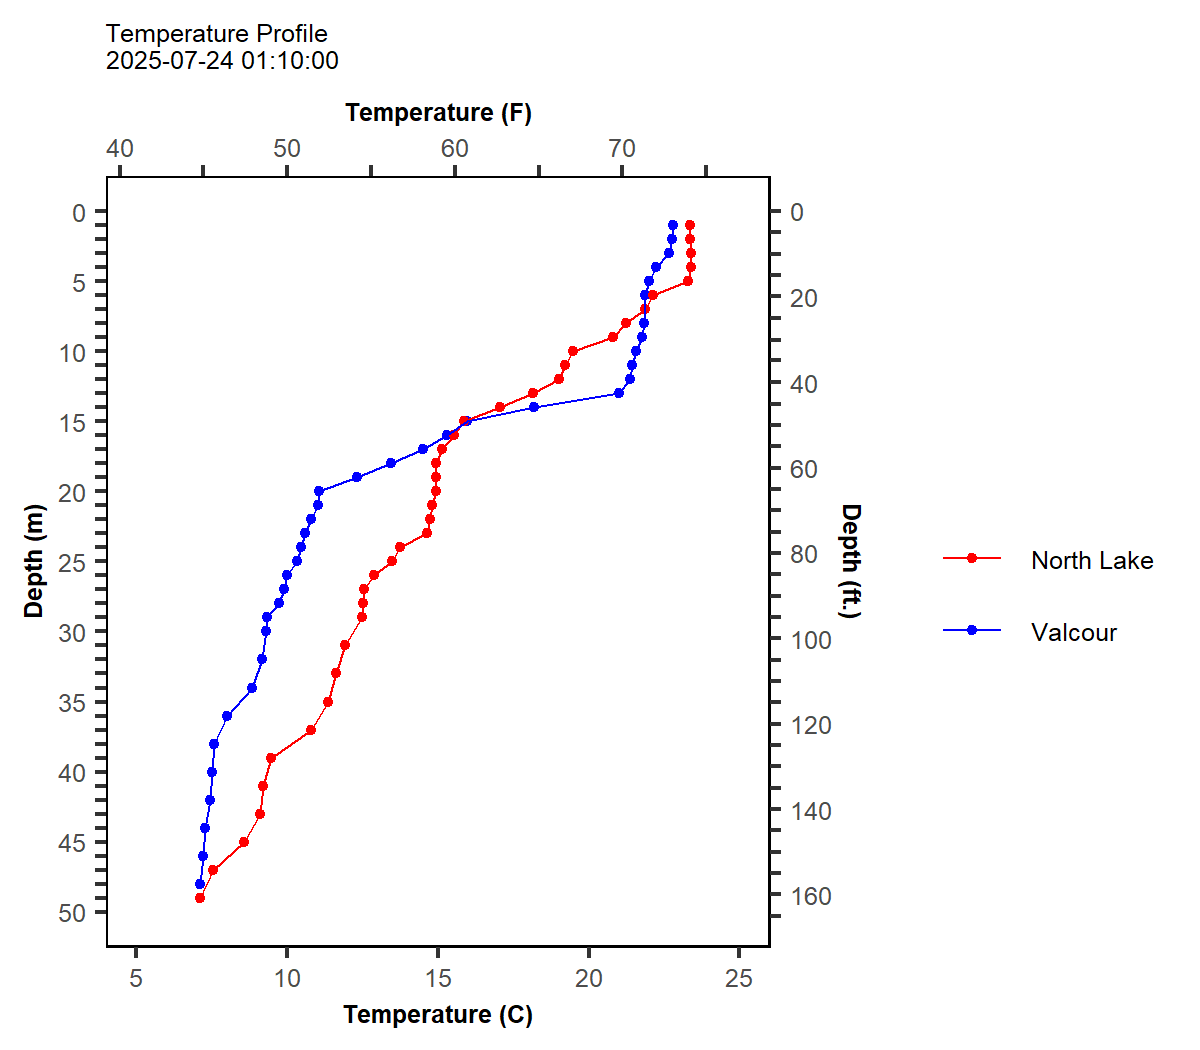 Temperature Profile
2025-07-24 01:10:00
Temperature (F)
40 50 60 70
0
5
10
15
20
25
30
35
40
45
50
Depth (m)
0
20
40
60
80
100
120
140
160
Depth (ft.)
North Lake
Valcour
5 10 15 20 25
Temperature (C)